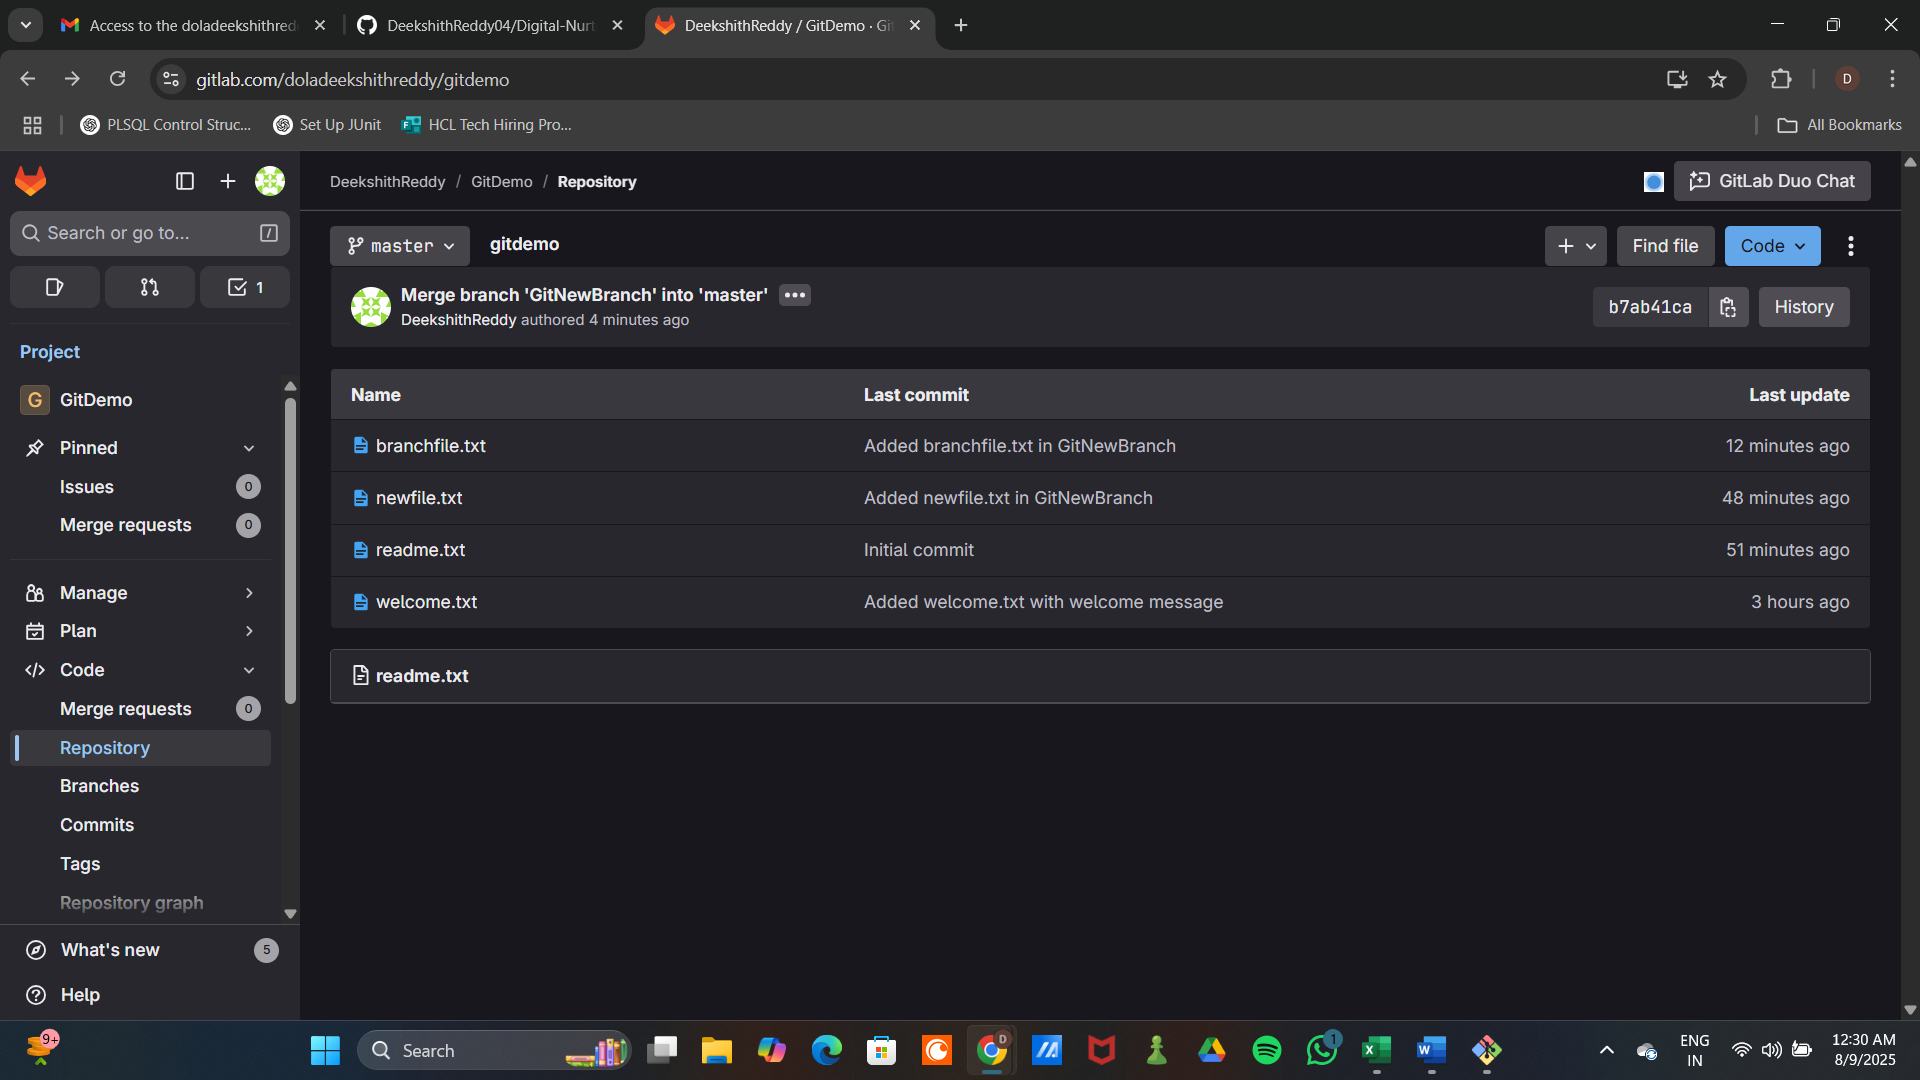 Access to the doladeekshithred
DeekshithReddy04/Digital-Nurt
DeekshithReddy / GitDemo · Gi
gitlab.com/doladeekshithreddy/gitdemo
D
PLSQL Control Struc...
Set Up JUnit
HCL Tech Hiring Pro...
All Bookmarks
Search or go to...
/
1
Project
G GitDemo
Pinned
Issues 0
Merge requests 0
Manage
Plan
Code
Merge requests 0
Repository
Branches
Commits
Tags
Repository graph
What's new 5
Help
DeekshithReddy / GitDemo / Repository
GitLab Duo Chat
master
gitdemo
Find file
Code
Merge branch 'GitNewBranch' into 'master'
DeekshithReddy authored 4 minutes ago
b7ab41ca
History
Name Last commit Last update
branchfile.txt Added branchfile.txt in GitNewBranch 12 minutes ago
newfile.txt Added newfile.txt in GitNewBranch 48 minutes ago
readme.txt Initial commit 51 minutes ago
welcome.txt Added welcome.txt with welcome message 3 hours ago
readme.txt
9+
Search
D
1
ENG
IN
12:30 AM
8/9/2025